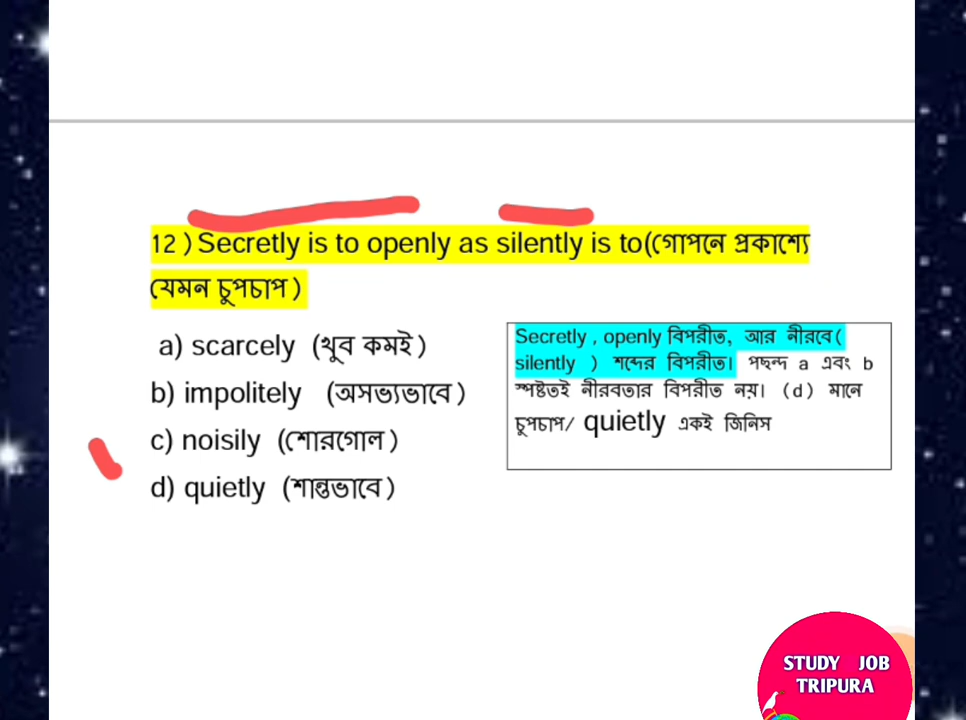 12 ) Secretly is to openly as silently is to(গোপনে প্রকাশ্যে
যেমন চুপচাপ )
a) scarcely (খুব কমই )
b) impolitely (অসভ্যভাবে )
c) noisily (শোরগোল )
d) quietly (শান্তভাবে )
Secretly , openly বিপরীত, আর নীরবে(
silently ) শব্দের বিপরীত। পছন্দ a এবং b
স্পষ্টতই নীরবতার বিপরীত নয়। (d) মানে
চুপচাপ/ quietly একই জিনিস
STUDY JOB
TRIPURA